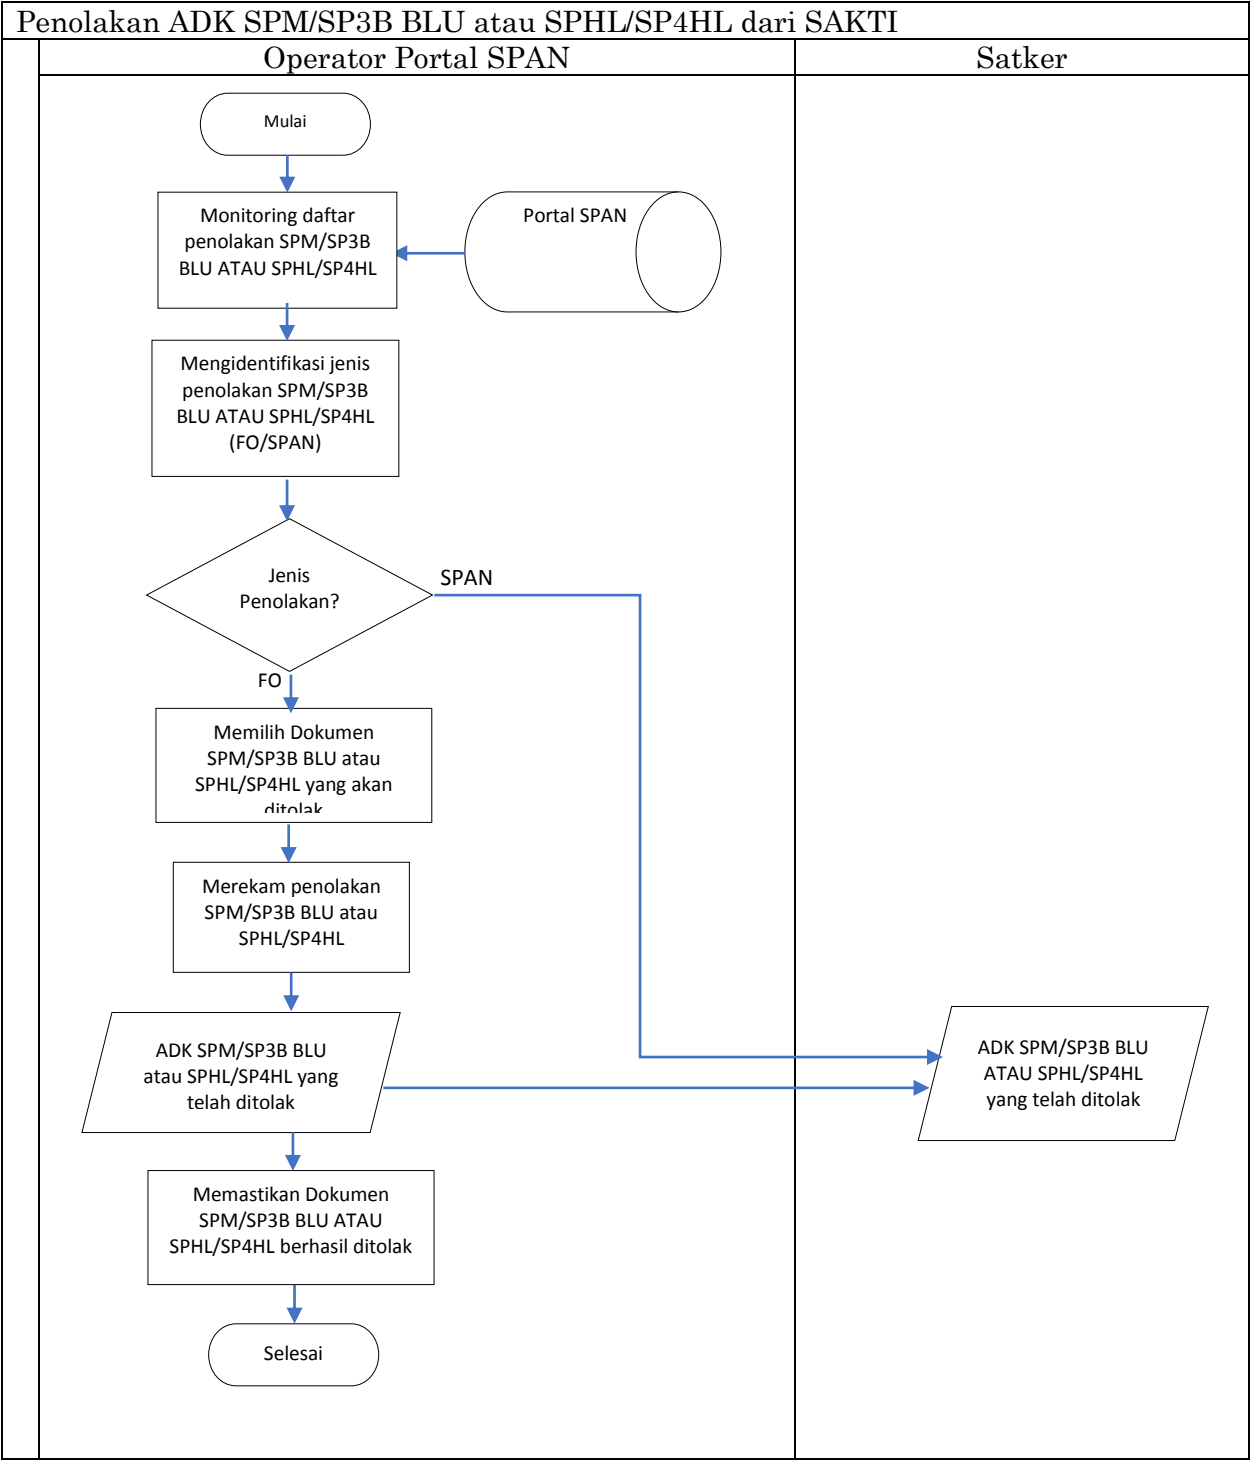 Penolakan ADK SPM/SP3B BLU atau SPHL/SP4HL dari SAKTI
Operator Portal SPAN
Satker
Mulai
Monitoring daftar
penolakan SPM/SP3B
BLU ATAU SPHL/SP4HL
Portal SPAN
Mengidentifikasi jenis
penolakan SPM/SP3B
BLU ATAU SPHL/SP4HL
(FO/SPAN)
Jenis
Penolakan?
SPAN
FO
Memilih Dokumen
SPM/SP3B BLU atau
SPHL/SP4HL yang akan
ditolak
Merekam penolakan
SPM/SP3B BLU atau
SPHL/SP4HL
ADK SPM/SP3B BLU
atau SPHL/SP4HL yang
telah ditolak
ADK SPM/SP3B BLU
ATAU SPHL/SP4HL
yang telah ditolak
Memastikan Dokumen
SPM/SP3B BLU ATAU
SPHL/SP4HL berhasil ditolak
Selesai